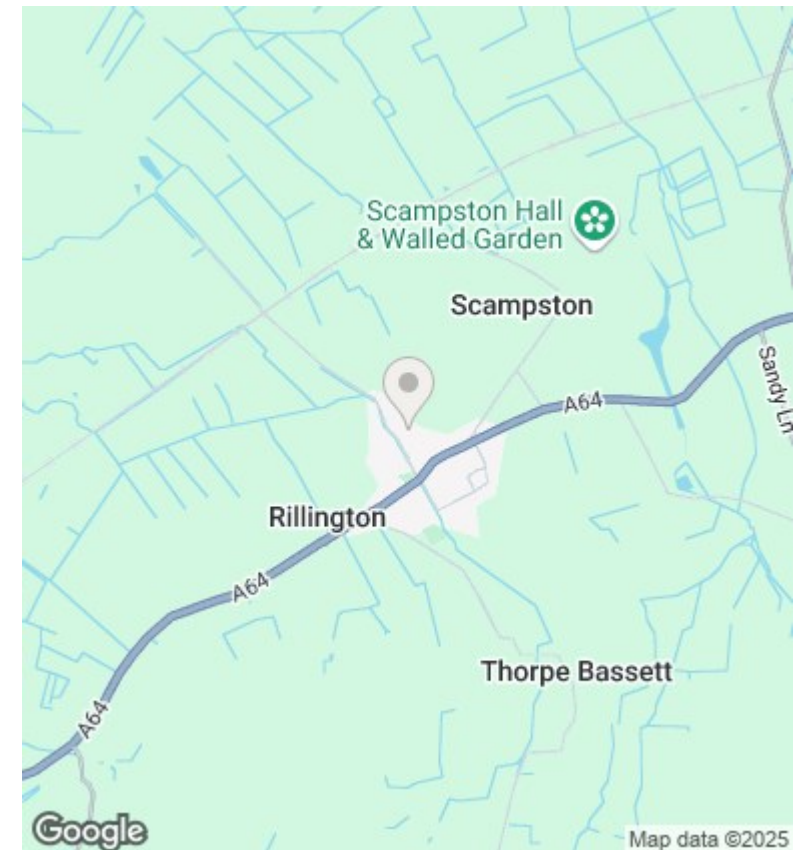 Scampston Hall
& Walled Garden
Scampston
A64
Sandy Ln
Rillington
A64
Thorpe Bassett
A64
Google
Map data ©2025